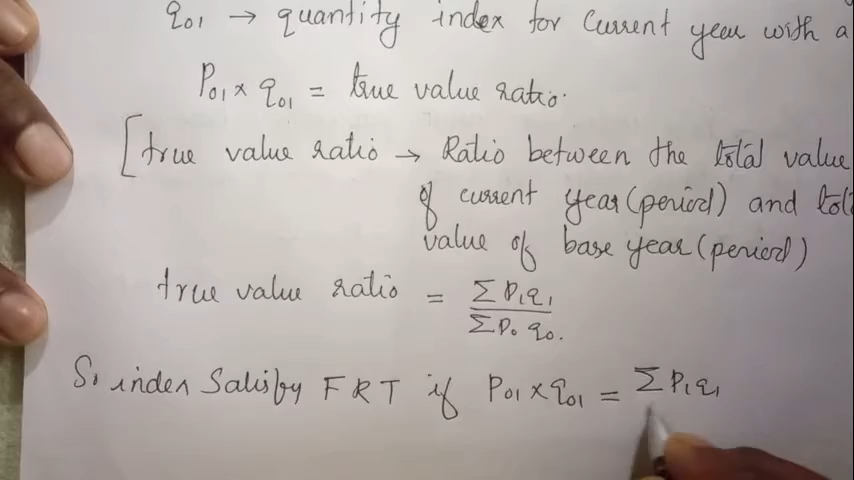 q01 → quantity index for Current year with a
P01 × q01 = true value ratio.
[true value ratio → Ratio between the total value
of current year (period) and
value of base year (period)
true value ratio = ΣP1q1 / ΣP0q0.
So index Satisfy FRT if P01 × q01 = ΣP1q1